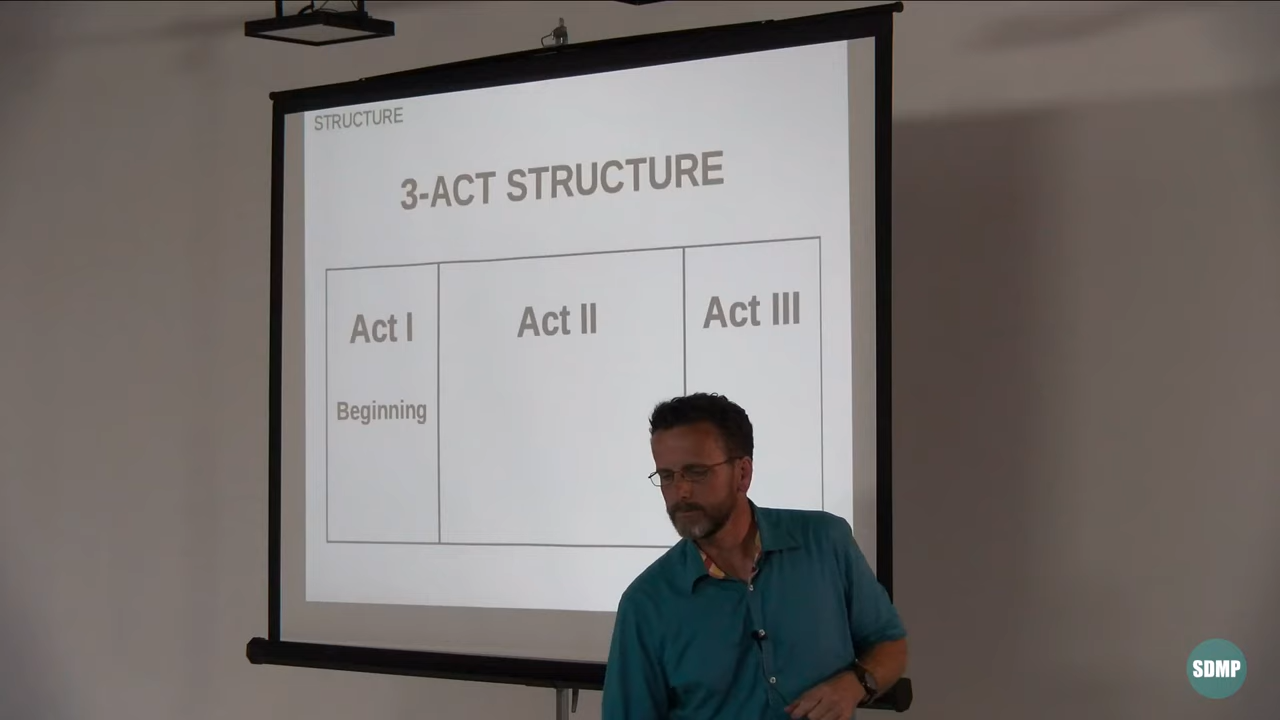 STRUCTURE
3-ACT STRUCTURE
Act I
Act II
Act III
Beginning
SDMP